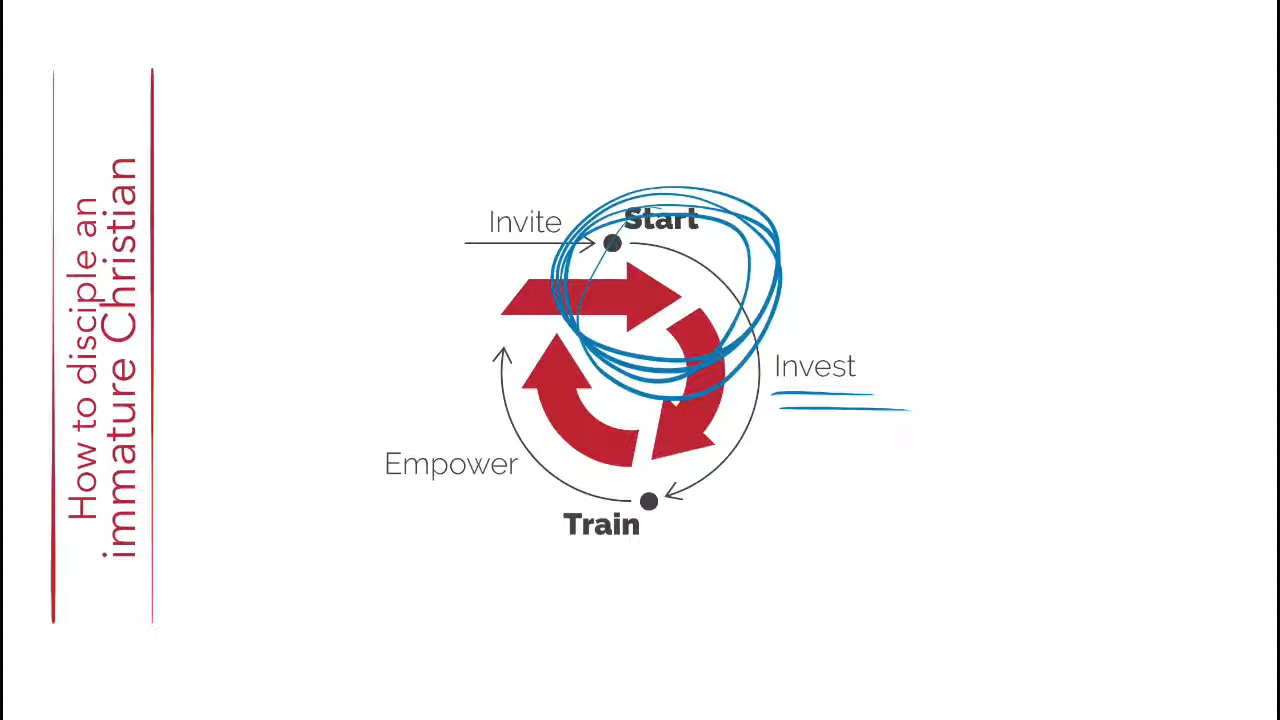 How to disciple an
immature Christian
Invite
Start
Invest
Empower
Train